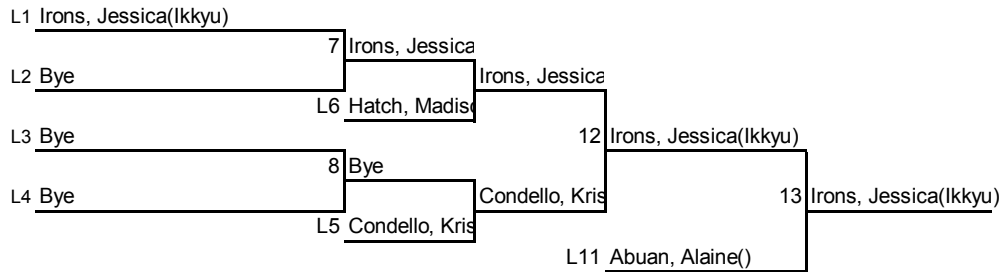 L1 Irons, Jessica(Ikkyu)
7 Irons, Jessica
L2 Bye
Irons, Jessica
L6 Hatch, Madisc
L3 Bye
12 Irons, Jessica(Ikkyu)
8 Bye
L4 Bye
Condello, Kris
13 Irons, Jessica(Ikkyu)
L5 Condello, Kris
L11 Abuan, Alaine()